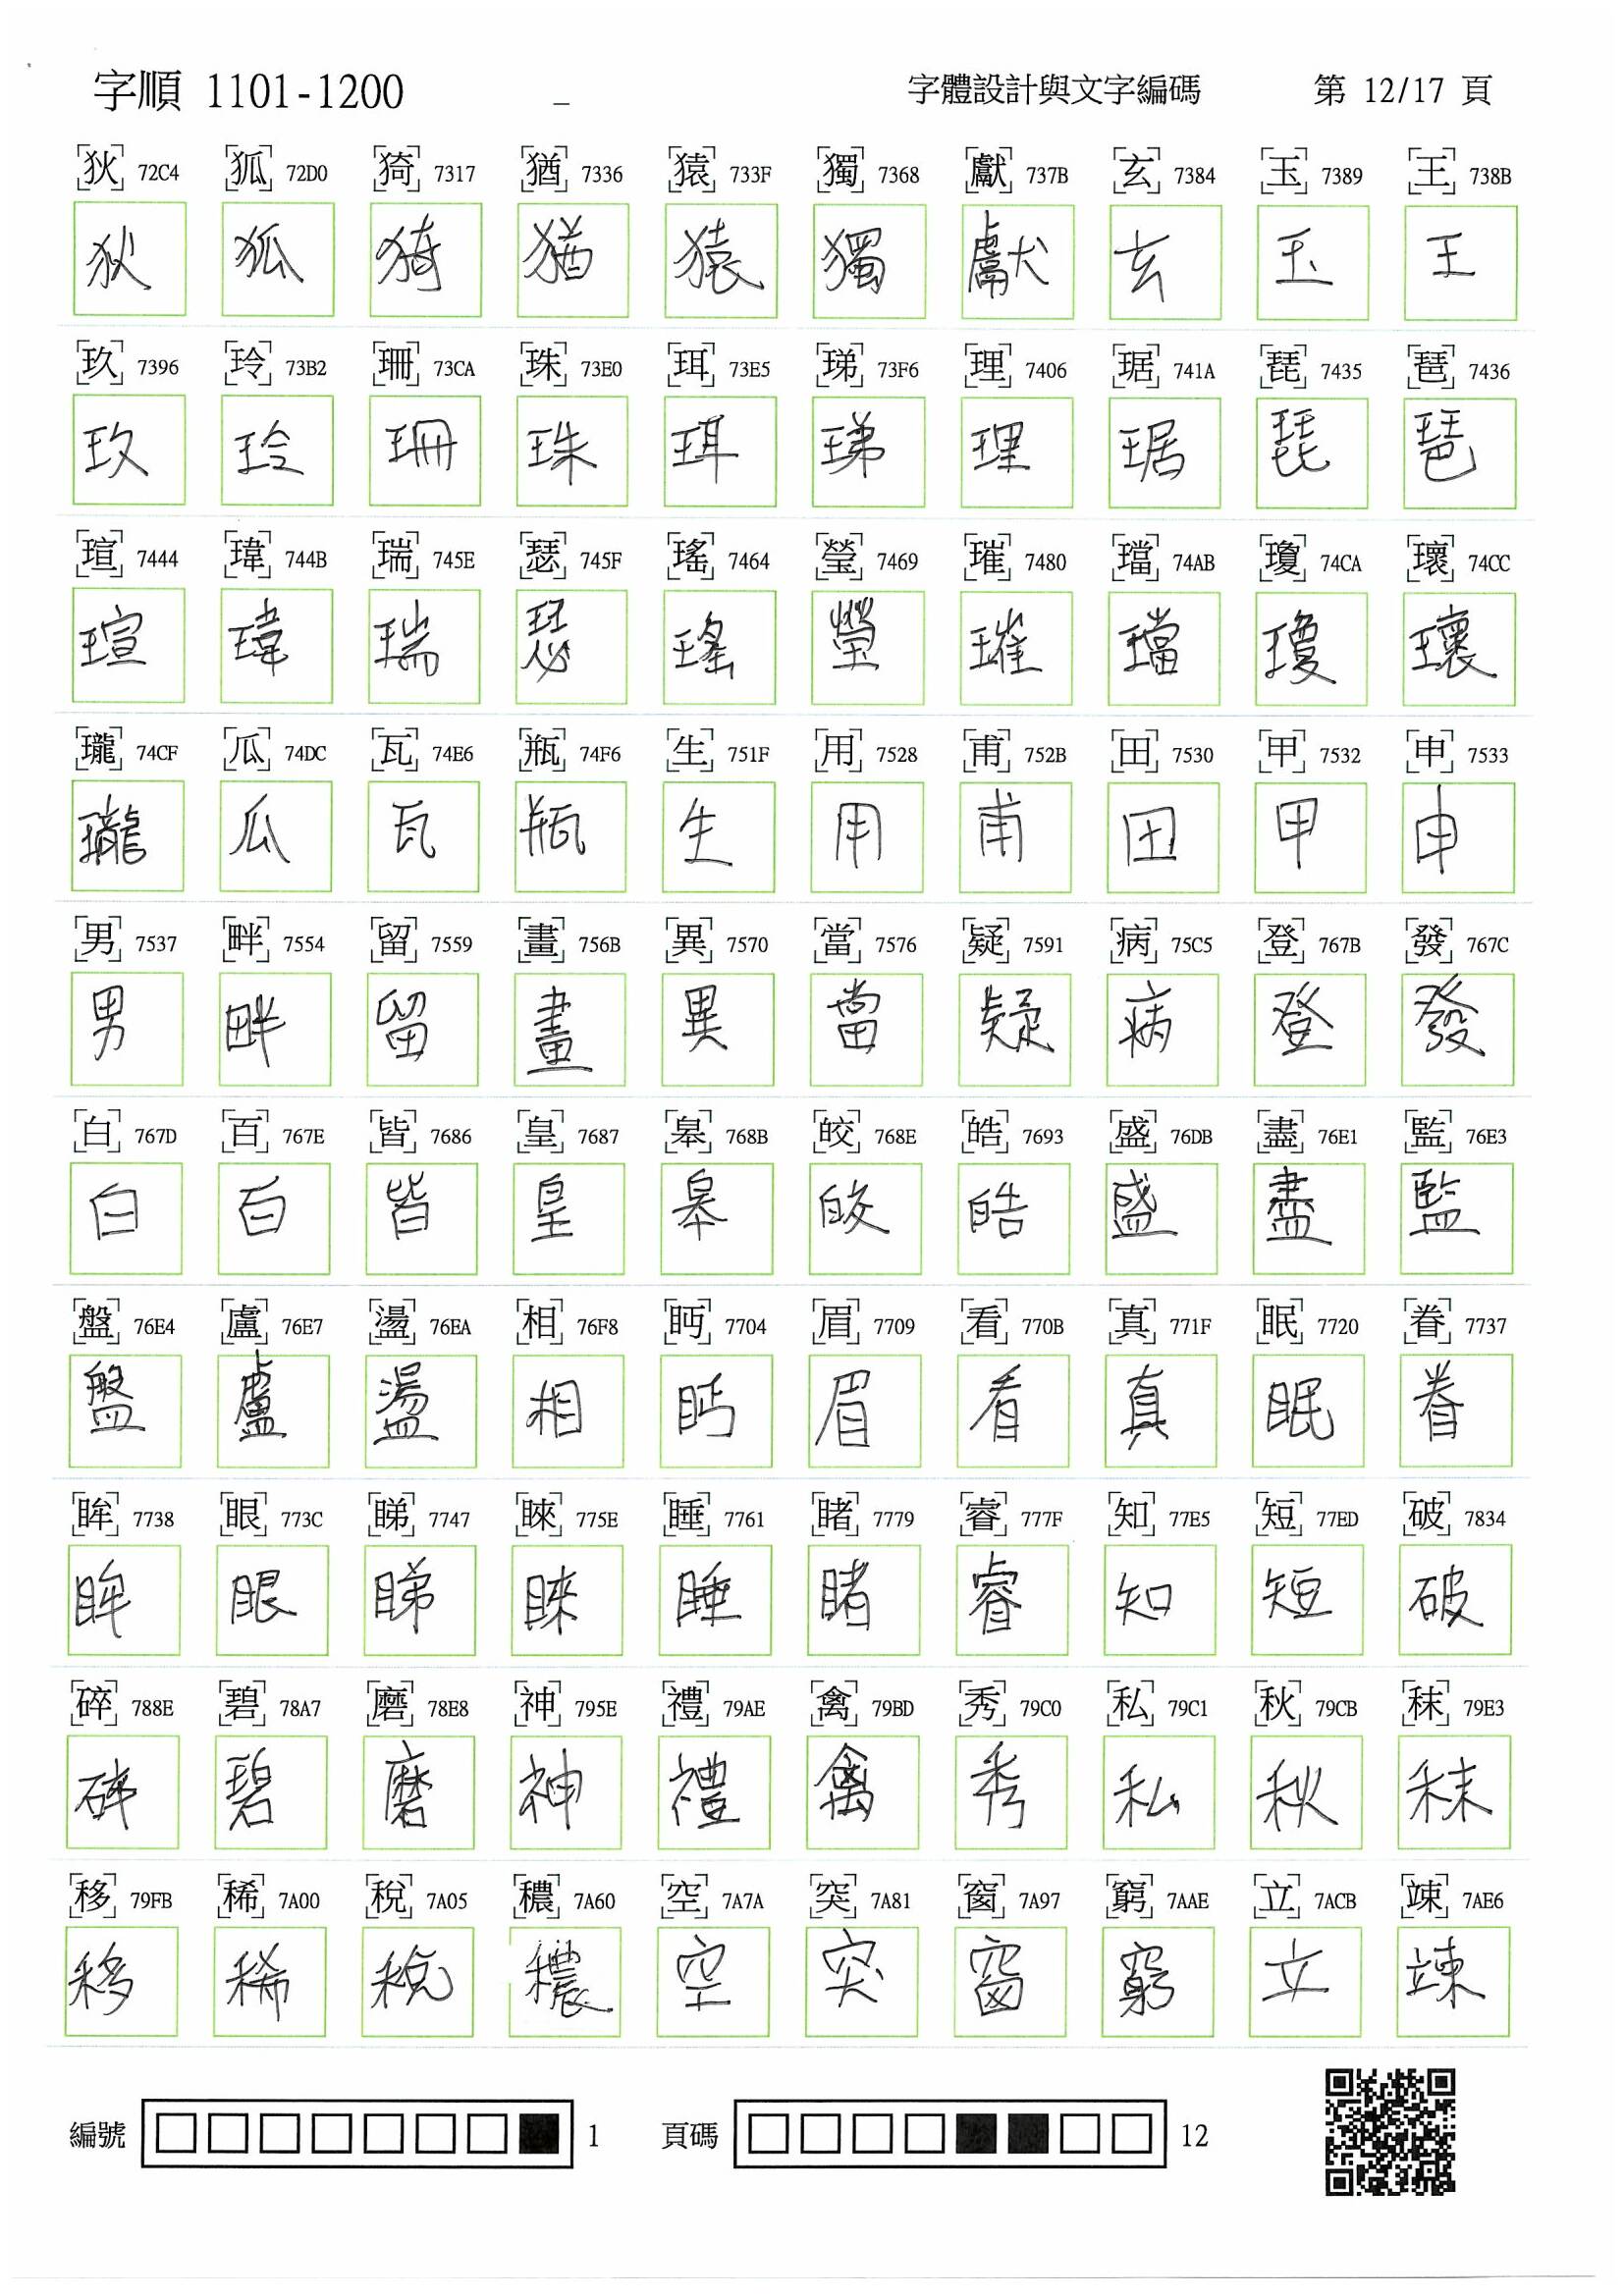 字順 1101-1200 _ 字體設計與文字編碼 第 12/17 頁
狄 72C4 狐 72D0 猗 7317 猶 7336 猿 733F 獨 7368 獻 737B 玄 7384 玉 7389 王 738B
狄 狐 猗 猶 猿 獨 獻 玄 玉 王
玖 7396 玲 73B2 珊 73CA 珠 73E0 珥 73E5 珶 73F6 理 7406 琚 741A 琵 7435 琶 7436
玖 玲 珊 珠 珥 珶 理 琚 琵 琶
瑄 7444 瑋 744B 瑞 745E 瑟 745F 瑤 7464 瑩 7469 璀 7480 璫 74AB 瓊 74CA 瓌 74CC
瑄 瑋 瑞 瑟 瑤 瑩 璀 璫 瓊 瓌
瓏 74CF 瓜 74DC 瓦 74E6 瓶 74F6 生 751F 用 7528 甫 752B 田 7530 甲 7532 申 7533
瓏 瓜 瓦 瓶 生 用 甫 田 甲 申
男 7537 畔 7554 留 7559 畫 756B 異 7570 當 7576 疑 7591 病 75C5 登 767B 發 767C
男 畔 留 畫 異 當 疑 病 登 發
白 767D 百 767E 皆 7686 皇 7687 皋 768B 皎 768E 皓 7693 盛 76DB 盡 76E1 監 76E3
白 百 皆 皇 皋 皎 皓 盛 盡 監
盤 76E4 盧 76E7 盪 76EA 相 76F8 眄 7704 眉 7709 看 770B 真 771F 眠 7720 眷 7737
盤 盧 盪 相 眄 眉 看 真 眠 眷
眸 7738 眼 773C 睇 7747 睞 775E 睡 7761 睹 7779 睿 777F 知 77E5 短 77ED 破 7834
眸 眼 睇 睞 睡 睹 睿 知 短 破
碎 788E 碧 78A7 磨 78E8 神 795E 禮 79AE 禽 79BD 秀 79C0 私 79C1 秋 79CB 秣 79E3
碎 碧 磨 神 禮 禽 秀 私 秋 秣
移 79FB 稀 7A00 稅 7A05 穠 7A60 空 7A7A 突 7A81 窗 7A97 窮 7AAE 立 7ACB 竦 7AE6
移 稀 稅 穠 空 突 窗 窮 立 竦
編號 1 頁碼 12